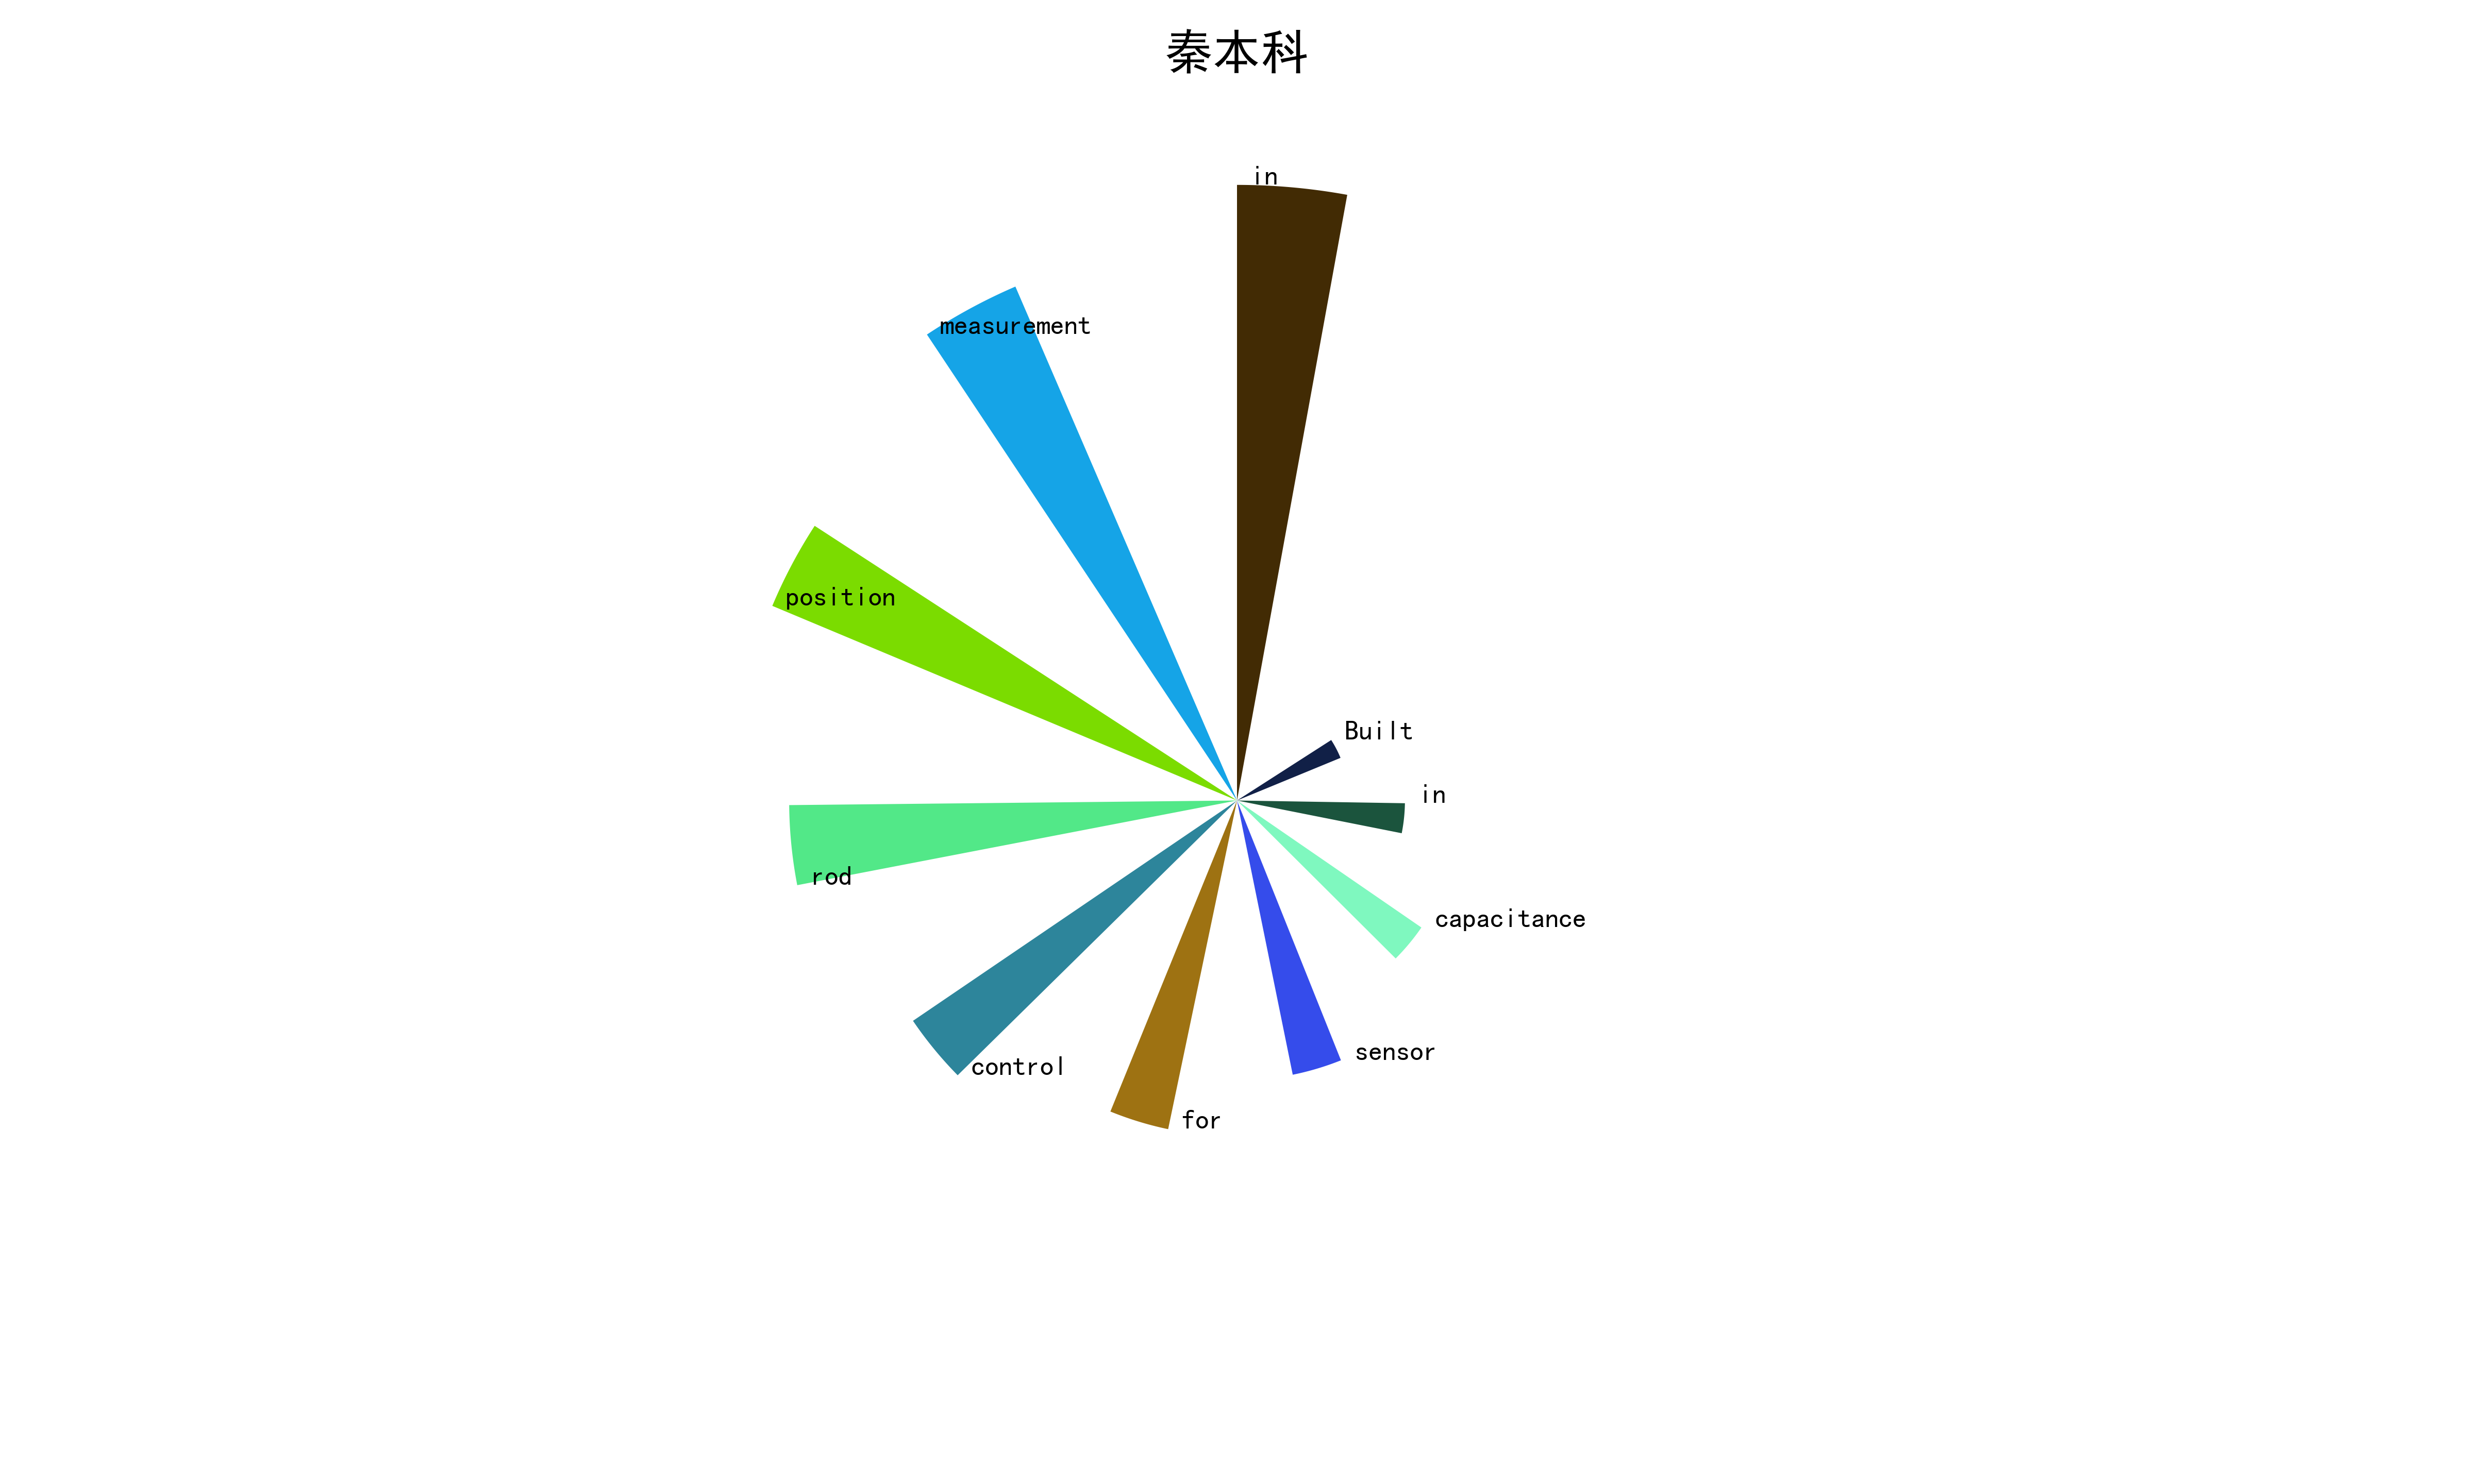 秦本科
in
measurement
position
Built
in
rod
capacitance
sensor
control
for